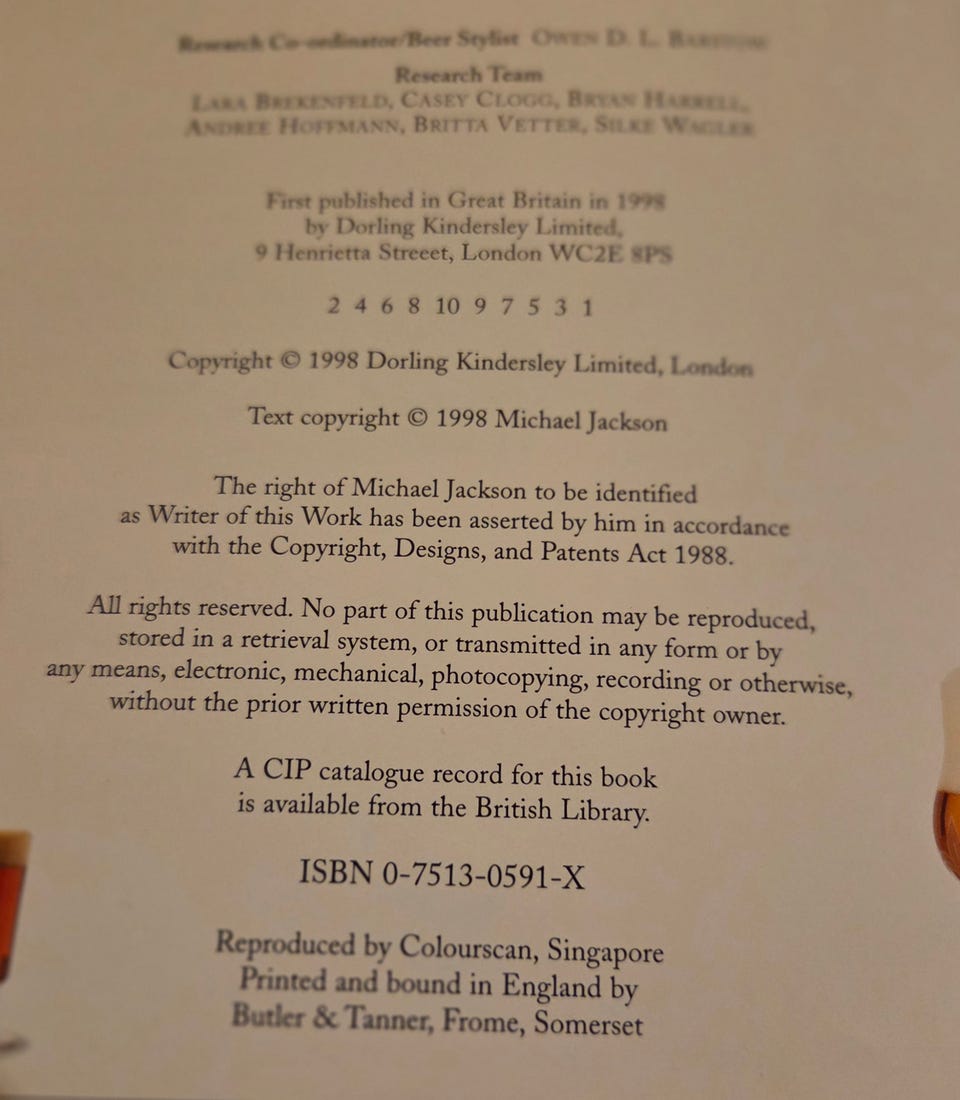 Research Co-ordinator/Beer Stylist OWEN D. L.
Research Team
LARA BREKENFELD, CASEY CLOGG, BRYAN HARRELL,
ANDREE HOFFMANN, BRITTA VETTER, SILKE WAGLER
First published in Great Britain in 1998
by Dorling Kindersley Limited,
9 Henrietta Streeet, London WC2E 8PS
2 4 6 8 10 9 7 5 3 1
Copyright © 1998 Dorling Kindersley Limited, London
Text copyright © 1998 Michael Jackson
The right of Michael Jackson to be identified
as Writer of this Work has been asserted by him in accordance
with the Copyright, Designs, and Patents Act 1988.
All rights reserved. No part of this publication may be reproduced,
stored in a retrieval system, or transmitted in any form or by
any means, electronic, mechanical, photocopying, recording or otherwise,
without the prior written permission of the copyright owner.
A CIP catalogue record for this book
is available from the British Library.
ISBN 0-7513-0591-X
Reproduced by Colourscan, Singapore
Printed and bound in England by
Butler & Tanner, Frome, Somerset